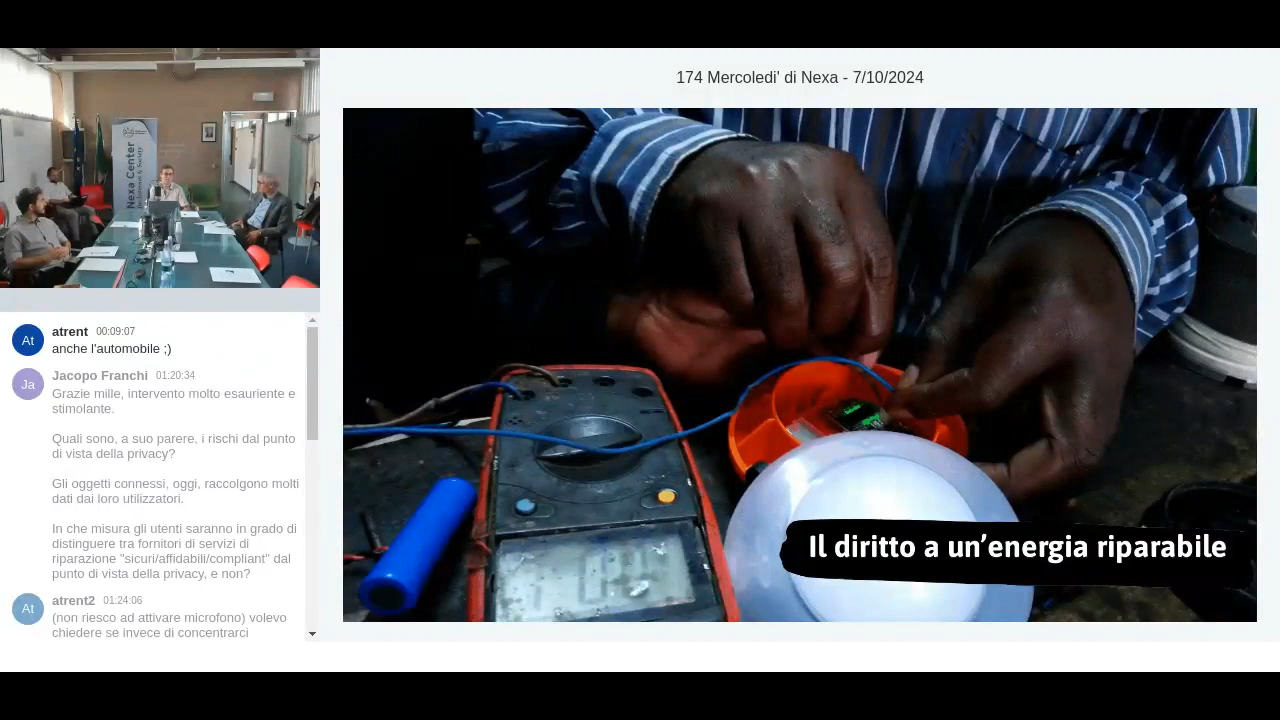 174 Mercoledi' di Nexa - 7/10/2024
Nexa Center
Il diritto a un'energia riparabile
At
atrent 00:09:07
anche l'automobile ;)
Ja
Jacopo Franchi 01:20:34
Grazie mille, intervento molto esauriente e
stimolante.
Quali sono, a suo parere, i rischi dal punto
di vista della privacy?
Gli oggetti connessi, oggi, raccolgono molti
dati dai loro utilizzatori.
In che misura gli utenti saranno in grado di
distinguere tra fornitori di servizi di
riparazione "sicuri/affidabili/compliant" dal
punto di vista della privacy, e non?
At
atrent2 01:24:06
(non riesco ad attivare microfono) volevo
chiedere se invece di concentrarci